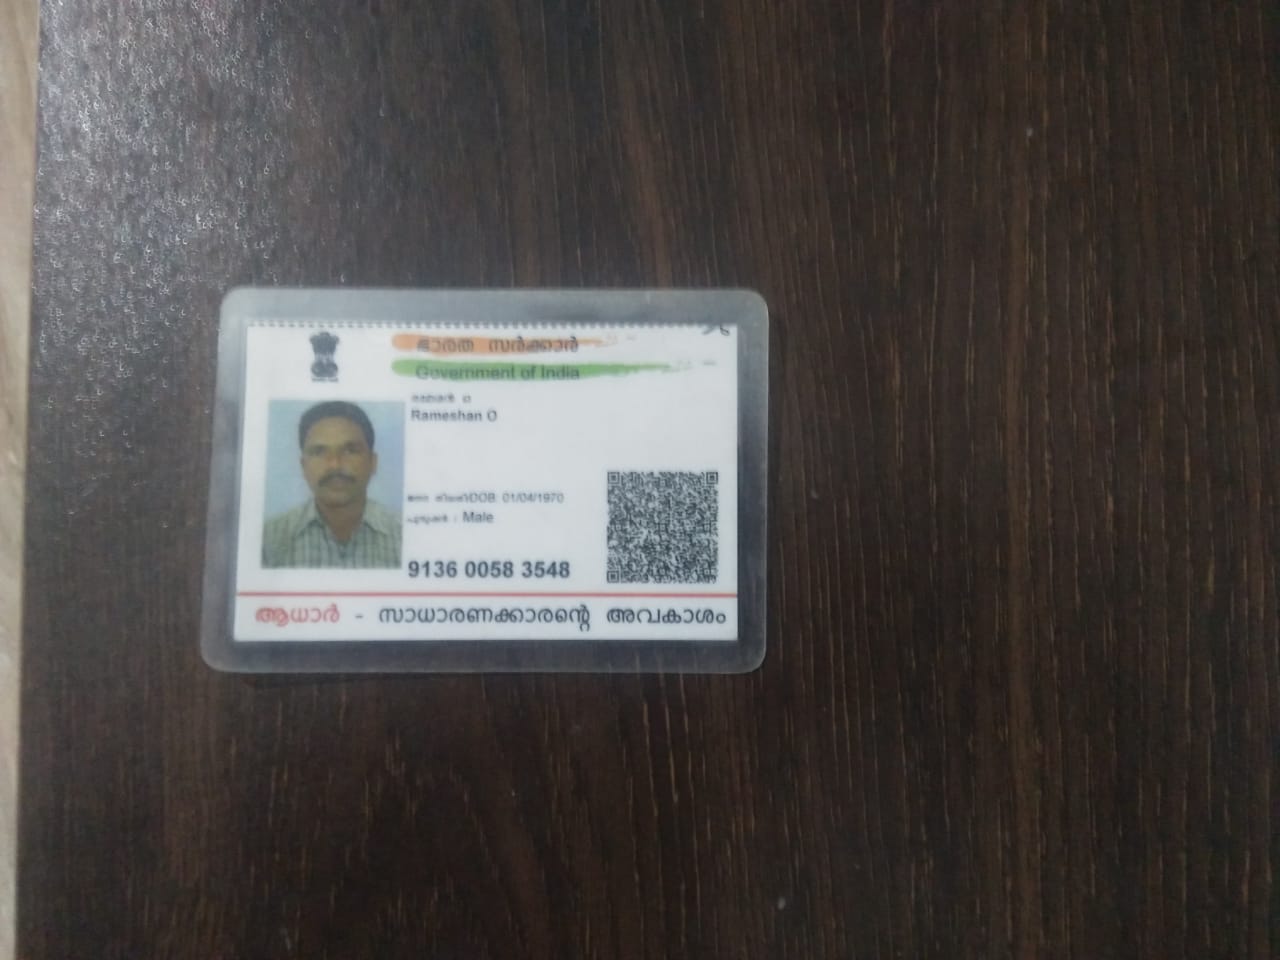 ഭാരത സർക്കാർ
Government of India
രമേശൻ ഒ
Rameshan O
ജനന തീയതി/DOB: 01/04/1970
പുരുഷൻ / Male
9136 0058 3548
ആധാർ - സാധാരണക്കാരന്റെ അവകാശം